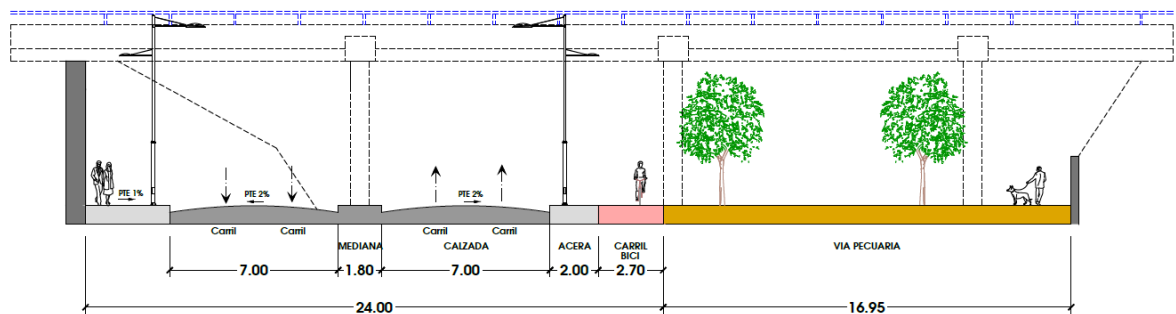 PTE 1%
PTE 2%
PTE 2%
Carril
Carril
Carril
Carril
MEDIANA
CALZADA
ACERA
CARRIL
BICI
VIA PECUARIA
7.00
1.80
7.00
2.00
2.70
24.00
16.95